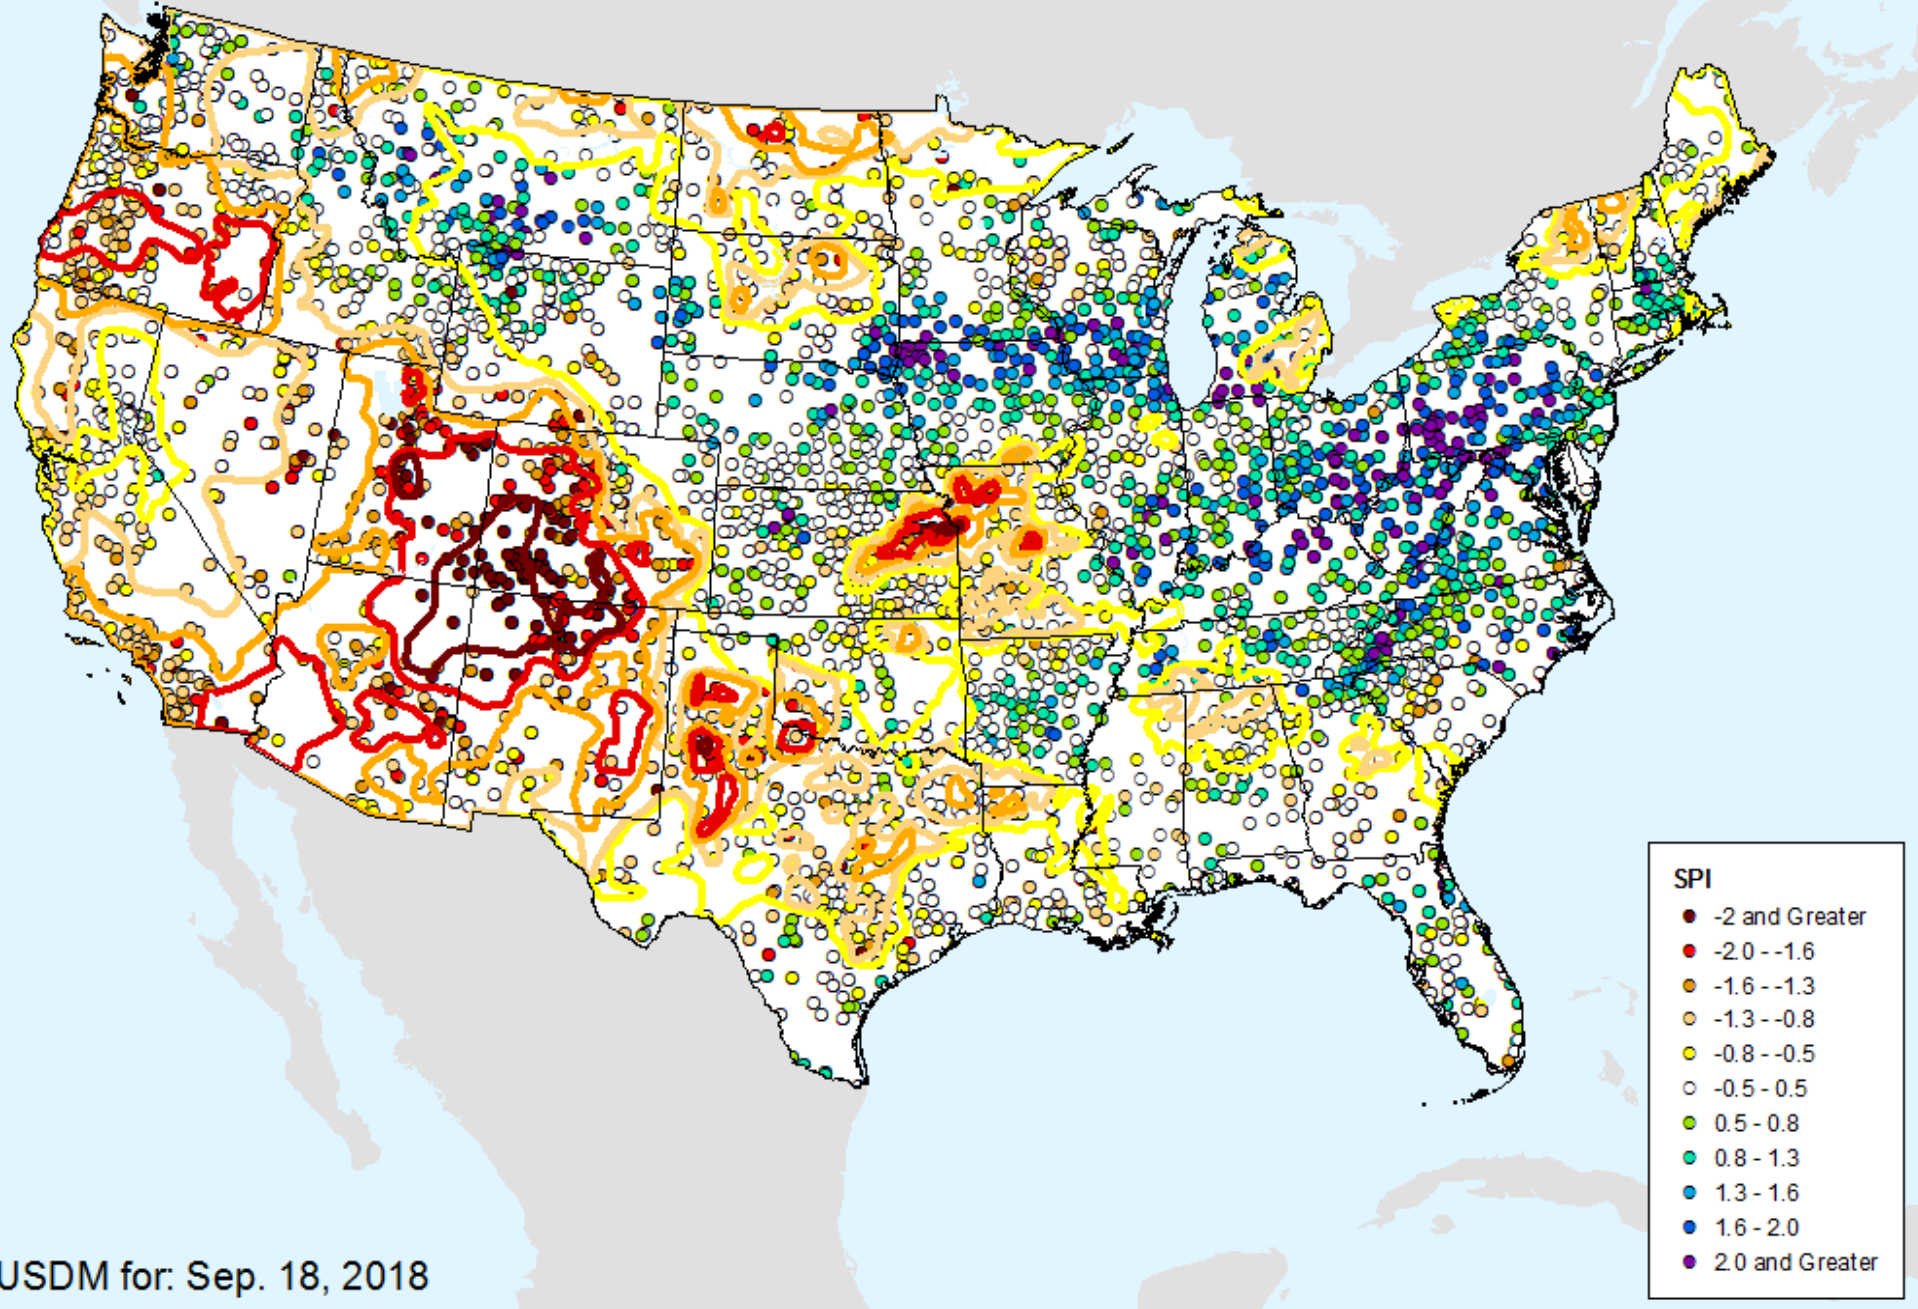 SPI
-2 and Greater
-2.0 - -1.6
-1.6 - -1.3
-1.3 - -0.8
-0.8 - -0.5
-0.5 - 0.5
0.5 - 0.8
0.8 - 1.3
1.3 - 1.6
1.6 - 2.0
2.0 and Greater
USDM for: Sep. 18, 2018